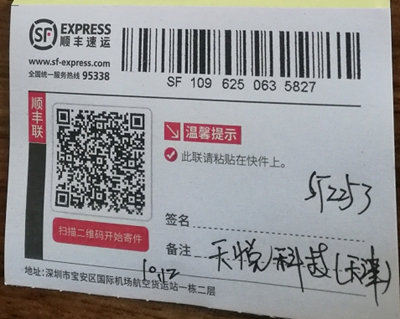 SF EXPRESS
顺丰速运
www.sf-express.com
全国统一服务热线 95338
SF 109 625 063 5827
顺丰联
温馨提示
此联请粘贴在快件上。
扫描二维码开始寄件
签名
备注 天悦科技(天津)
地址:深圳市宝安区国际机场航空货运站一栋二层
10.12